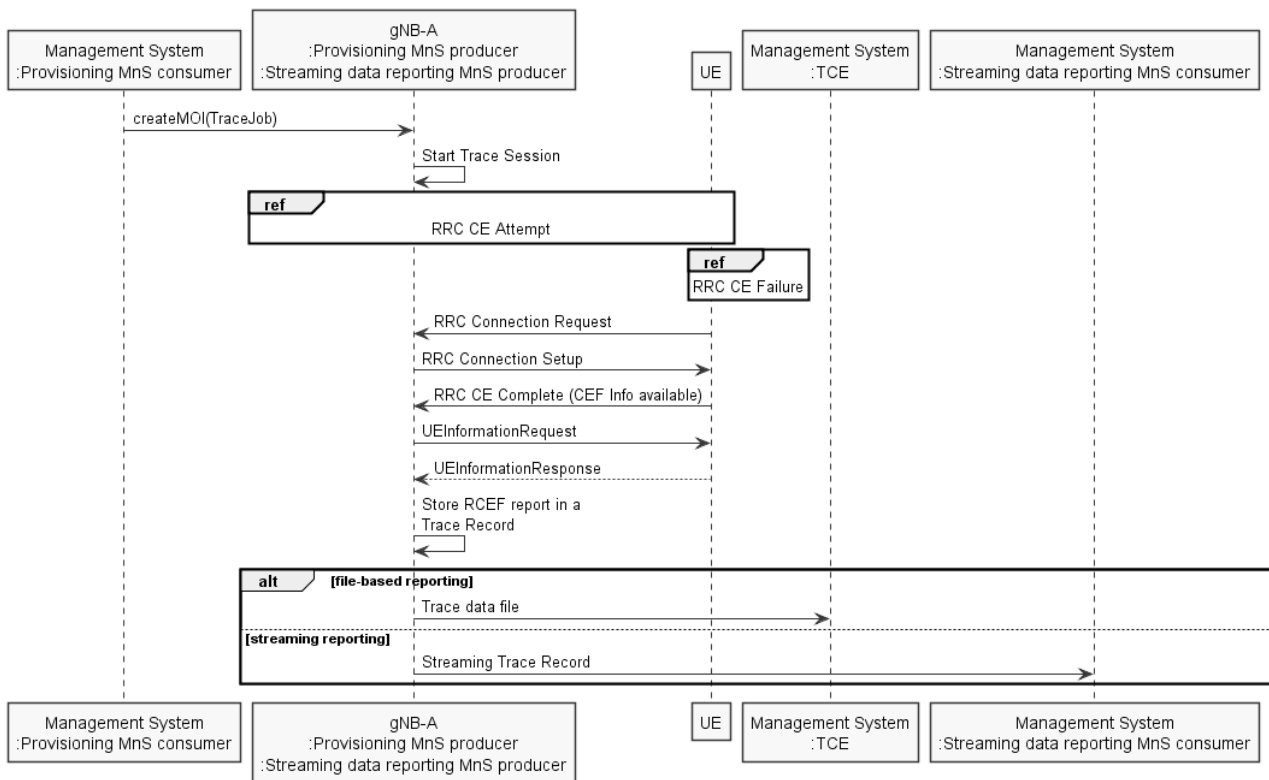 gNB-A
Management System
:Provisioning MnS consumer
:Provisioning MnS producer
:Streaming data reporting MnS producer
UE
Management System
:TCE
Management System
:Streaming data reporting MnS consumer
createMOI(TraceJob)
Start Trace Session
ref
RRC CE Attempt
ref
RRC CE Failure
RRC Connection Request
RRC Connection Setup
RRC CE Complete (CEF Info available)
UEInformationRequest
UEInformationResponse
Store RCEF report in a
Trace Record
alt [file-based reporting]
Trace data file
[streaming reporting]
Streaming Trace Record
Management System
:Provisioning MnS consumer
gNB-A
:Provisioning MnS producer
:Streaming data reporting MnS producer
UE
Management System
:TCE
Management System
:Streaming data reporting MnS consumer